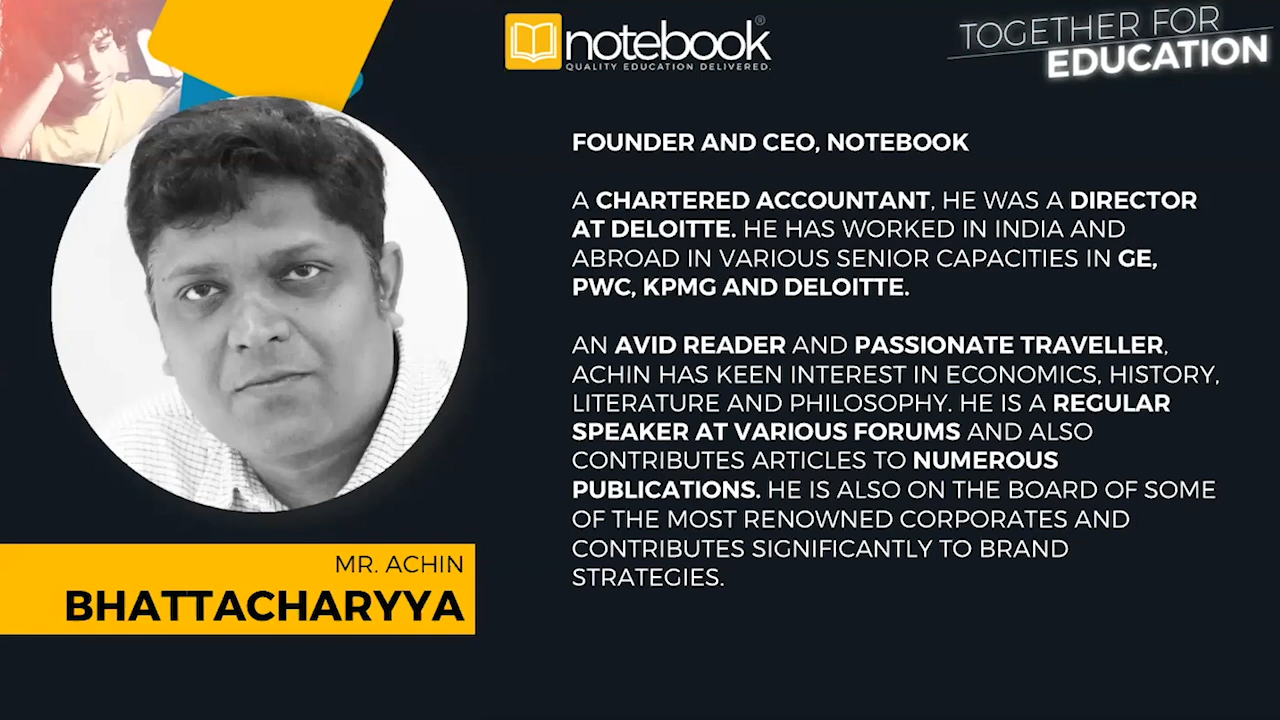 notebook®
QUALITY EDUCATION DELIVERED.
TOGETHER FOR
EDUCATION
FOUNDER AND CEO, NOTEBOOK
A CHARTERED ACCOUNTANT, HE WAS A DIRECTOR
AT DELOITTE. HE HAS WORKED IN INDIA AND
ABROAD IN VARIOUS SENIOR CAPACITIES IN GE,
PWC, KPMG AND DELOITTE.
AN AVID READER AND PASSIONATE TRAVELLER,
ACHIN HAS KEEN INTEREST IN ECONOMICS, HISTORY,
LITERATURE AND PHILOSOPHY. HE IS A REGULAR
SPEAKER AT VARIOUS FORUMS AND ALSO
CONTRIBUTES ARTICLES TO NUMEROUS
PUBLICATIONS. HE IS ALSO ON THE BOARD OF SOME
OF THE MOST RENOWNED CORPORATES AND
CONTRIBUTES SIGNIFICANTLY TO BRAND
STRATEGIES.
MR. ACHIN
BHATTACHARYYA